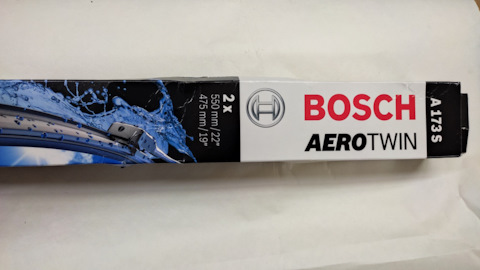 2 x
550 mm / 22"
475 mm / 19"
BOSCH
AEROTWIN
A 173 S